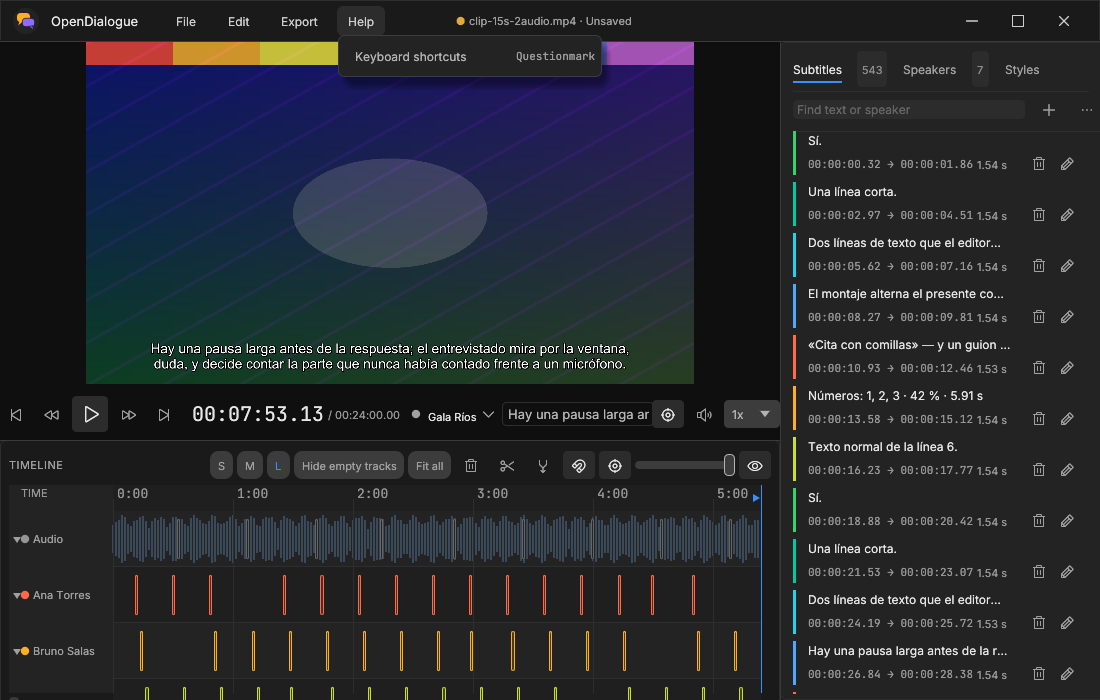 OpenDialogue
File
Edit
Export
Help
clip-15s-2audio.mp4 · Unsaved
Keyboard shortcuts
Questionmark
Hay una pausa larga antes de la respuesta; el entrevistado mira por la ventana,
duda, y decide contar la parte que nunca había contado frente a un micrófono.
00:07:53.13 / 00:24:00.00
Gala Ríos
Hay una pausa larga ar
1x
Subtitles
543
Speakers
7
Styles
Find text or speaker
Sí.
00:00:00.32 → 00:00:01.86 1.54 s
Una línea corta.
00:00:02.97 → 00:00:04.51 1.54 s
Dos líneas de texto que el editor...
00:00:05.62 → 00:00:07.16 1.54 s
El montaje alterna el presente co...
00:00:08.27 → 00:00:09.81 1.54 s
«Cita con comillas» — y un guion ...
00:00:10.93 → 00:00:12.46 1.53 s
Números: 1, 2, 3 · 42 % · 5.91 s
00:00:13.58 → 00:00:15.12 1.54 s
Texto normal de la línea 6.
00:00:16.23 → 00:00:17.77 1.54 s
Sí.
00:00:18.88 → 00:00:20.42 1.54 s
Una línea corta.
00:00:21.53 → 00:00:23.07 1.54 s
Dos líneas de texto que el editor...
00:00:24.19 → 00:00:25.72 1.53 s
Hay una pausa larga antes de la r...
00:00:26.84 → 00:00:28.38 1.54 s
TIMELINE
S
M
L
Hide empty tracks
Fit all
TIME
0:00
1:00
2:00
3:00
4:00
5:00
Audio
Ana Torres
Bruno Salas